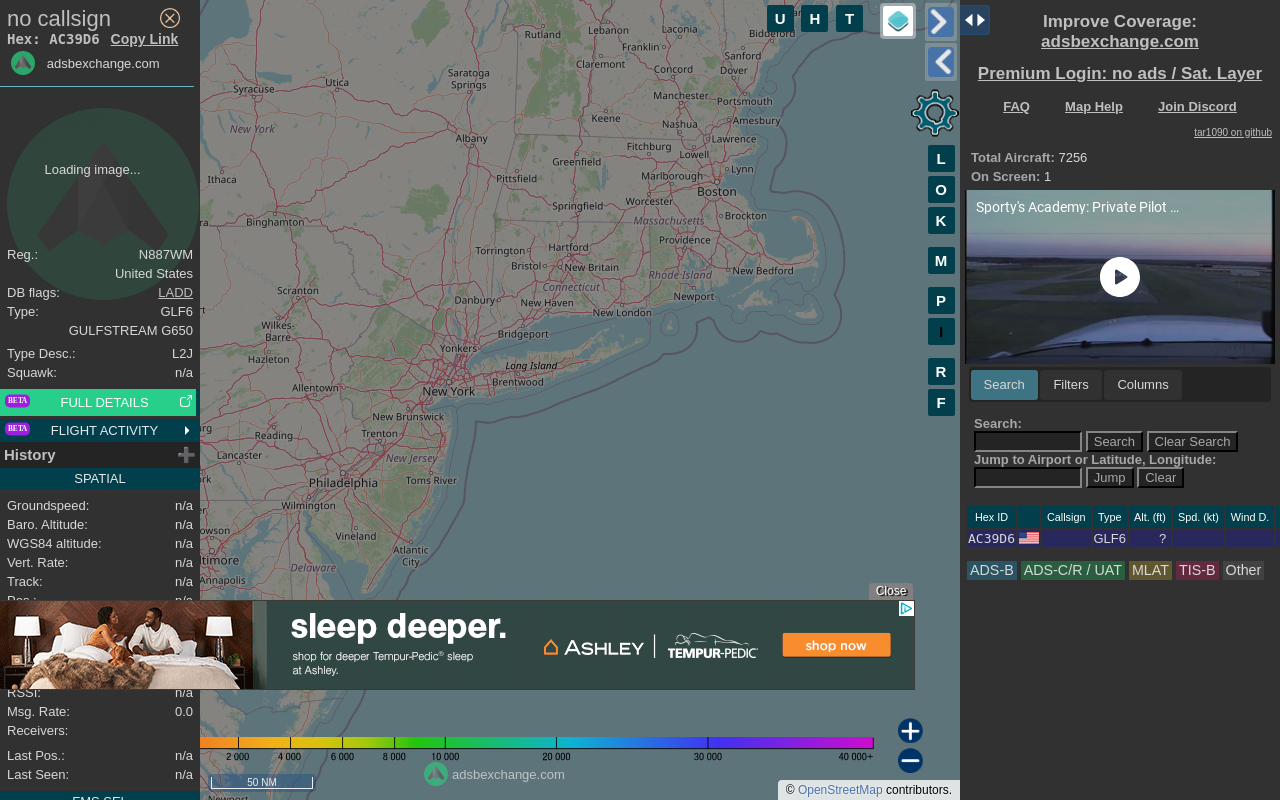 no callsign
Hex: AC39D6 Copy Link
adsbexchange.com
Loading image...
Reg.: N887WM
United States
DB flags: LADD
Type: GLF6
GULFSTREAM G650
Type Desc.: L2J
Squawk: n/a
BETA FULL DETAILS
BETA FLIGHT ACTIVITY
History
SPATIAL
Groundspeed: n/a
Baro. Altitude: n/a
WGS84 altitude: n/a
Vert. Rate: n/a
Track: n/a
Pos.: n/a
RSSI: n/a
Msg. Rate: 0.0
Receivers:
Last Pos.: n/a
Last Seen: n/a
FMS SEL
U H T
L
O
K
M
P
I
R
F
Rutland
Lebanon
Laconia
Franklin
Biddeford
Sanford
Claremont
Concord
Dover
Saratoga
Springs
Utica
Syracuse
Manchester
Portsmouth
Keene
Nashua
Amesbury
New York
Albany
Lawrence
Fitchburg
Lowell
Greenfield
Lynn
Ithaca
Pittsfield
Marlborough
Boston
Springfield
Worcester
Binghamton
Massachusetts
Brockton
Providence
Torrington
Hartford
Bristol
New Britain
Rhode Island
New Bedford
Connecticut
Scranton
Danbury
New Haven
Newport
New London
Wilkes-
Barre
Bridgeport
Yonkers
Hazleton
Long Island
Brentwood
Allentown
New York
New Brunswick
Trenton
Reading
Lancaster
New Jersey
Philadelphia
Toms River
Wilmington
Vineland
Atlantic
City
Delaware
Annapolis
Close
sleep deeper.
shop for deeper Tempur-Pedic® sleep
at Ashley.
ASHLEY | TEMPUR-PEDIC
shop now
2 000 4 000 6 000 8 000 10 000 20 000 30 000 40 000+
50 NM
adsbexchange.com
© OpenStreetMap contributors.
Improve Coverage:
adsbexchange.com
Premium Login: no ads / Sat. Layer
FAQ Map Help Join Discord
tar1090 on github
Total Aircraft: 7256
On Screen: 1
Sporty's Academy: Private Pilot ...
Search Filters Columns
Search:
Search Clear Search
Jump to Airport or Latitude, Longitude:
Jump Clear
Hex ID Callsign Type Alt. (ft) Spd. (kt) Wind D.
AC39D6 GLF6 ?
ADS-B ADS-C/R / UAT MLAT TIS-B Other